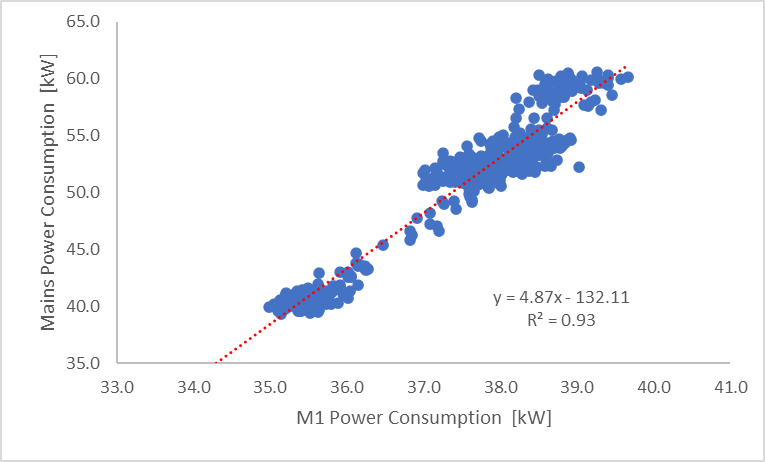 65.0
60.0
55.0
50.0
45.0
40.0
35.0
Mains Power Consumption [kW]
y = 4.87x - 132.11
R² = 0.93
33.0 34.0 35.0 36.0 37.0 38.0 39.0 40.0 41.0
M1 Power Consumption [kW]